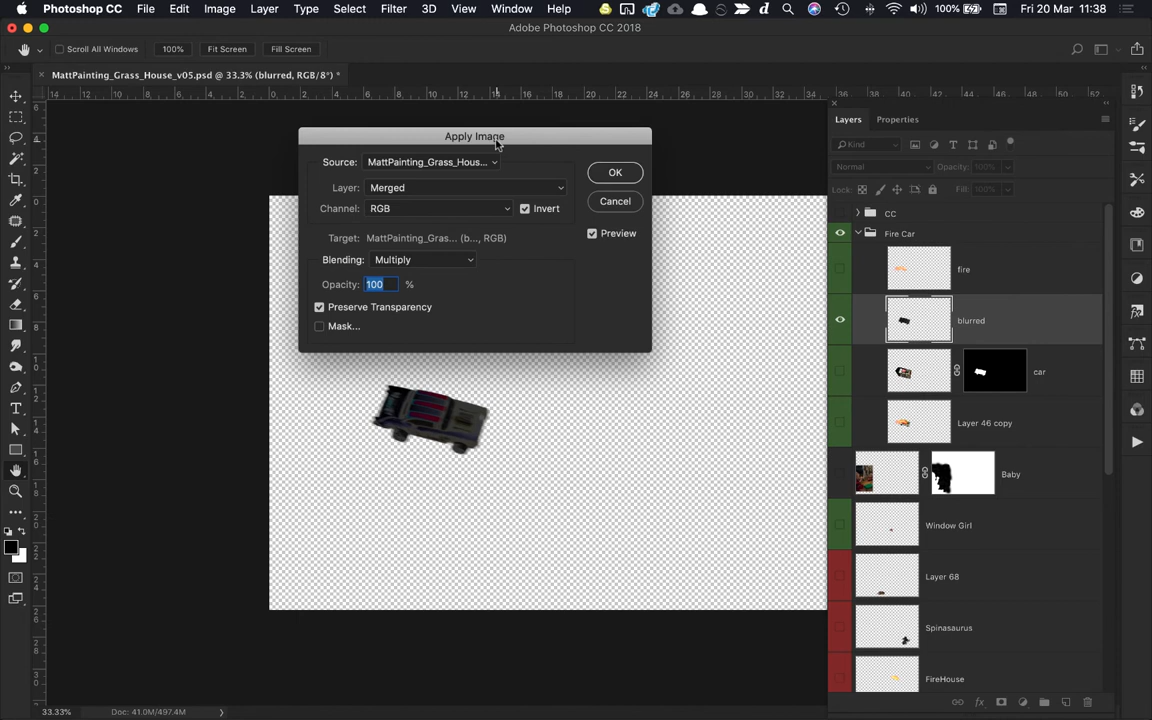 Photoshop CC File Edit Image Layer Type Select Filter 3D View Window Help 100% Fri 20 Mar 11:38
Adobe Photoshop CC 2018
Scroll All Windows 100% Fit Screen Fill Screen
MattPainting_Grass_House_v05.psd @ 33.3% (blurred, RGB/8*) *
Apply Image
Source: MattPainting_Grass_Hous...
Layer: Merged
Channel: RGB Invert
Target: MattPainting_Gras... (b..., RGB)
Blending: Multiply
Opacity: 100 %
Preserve Transparency
Mask...
OK
Cancel
Preview
Layers Properties
Kind
Normal Opacity: 100%
Lock: Fill: 100%
CC
Fire Car
fire
blurred
car
Layer 46 copy
Baby
Window Girl
Layer 68
Spinasaurus
FireHouse
33.33% Doc: 41.0M/497.4M